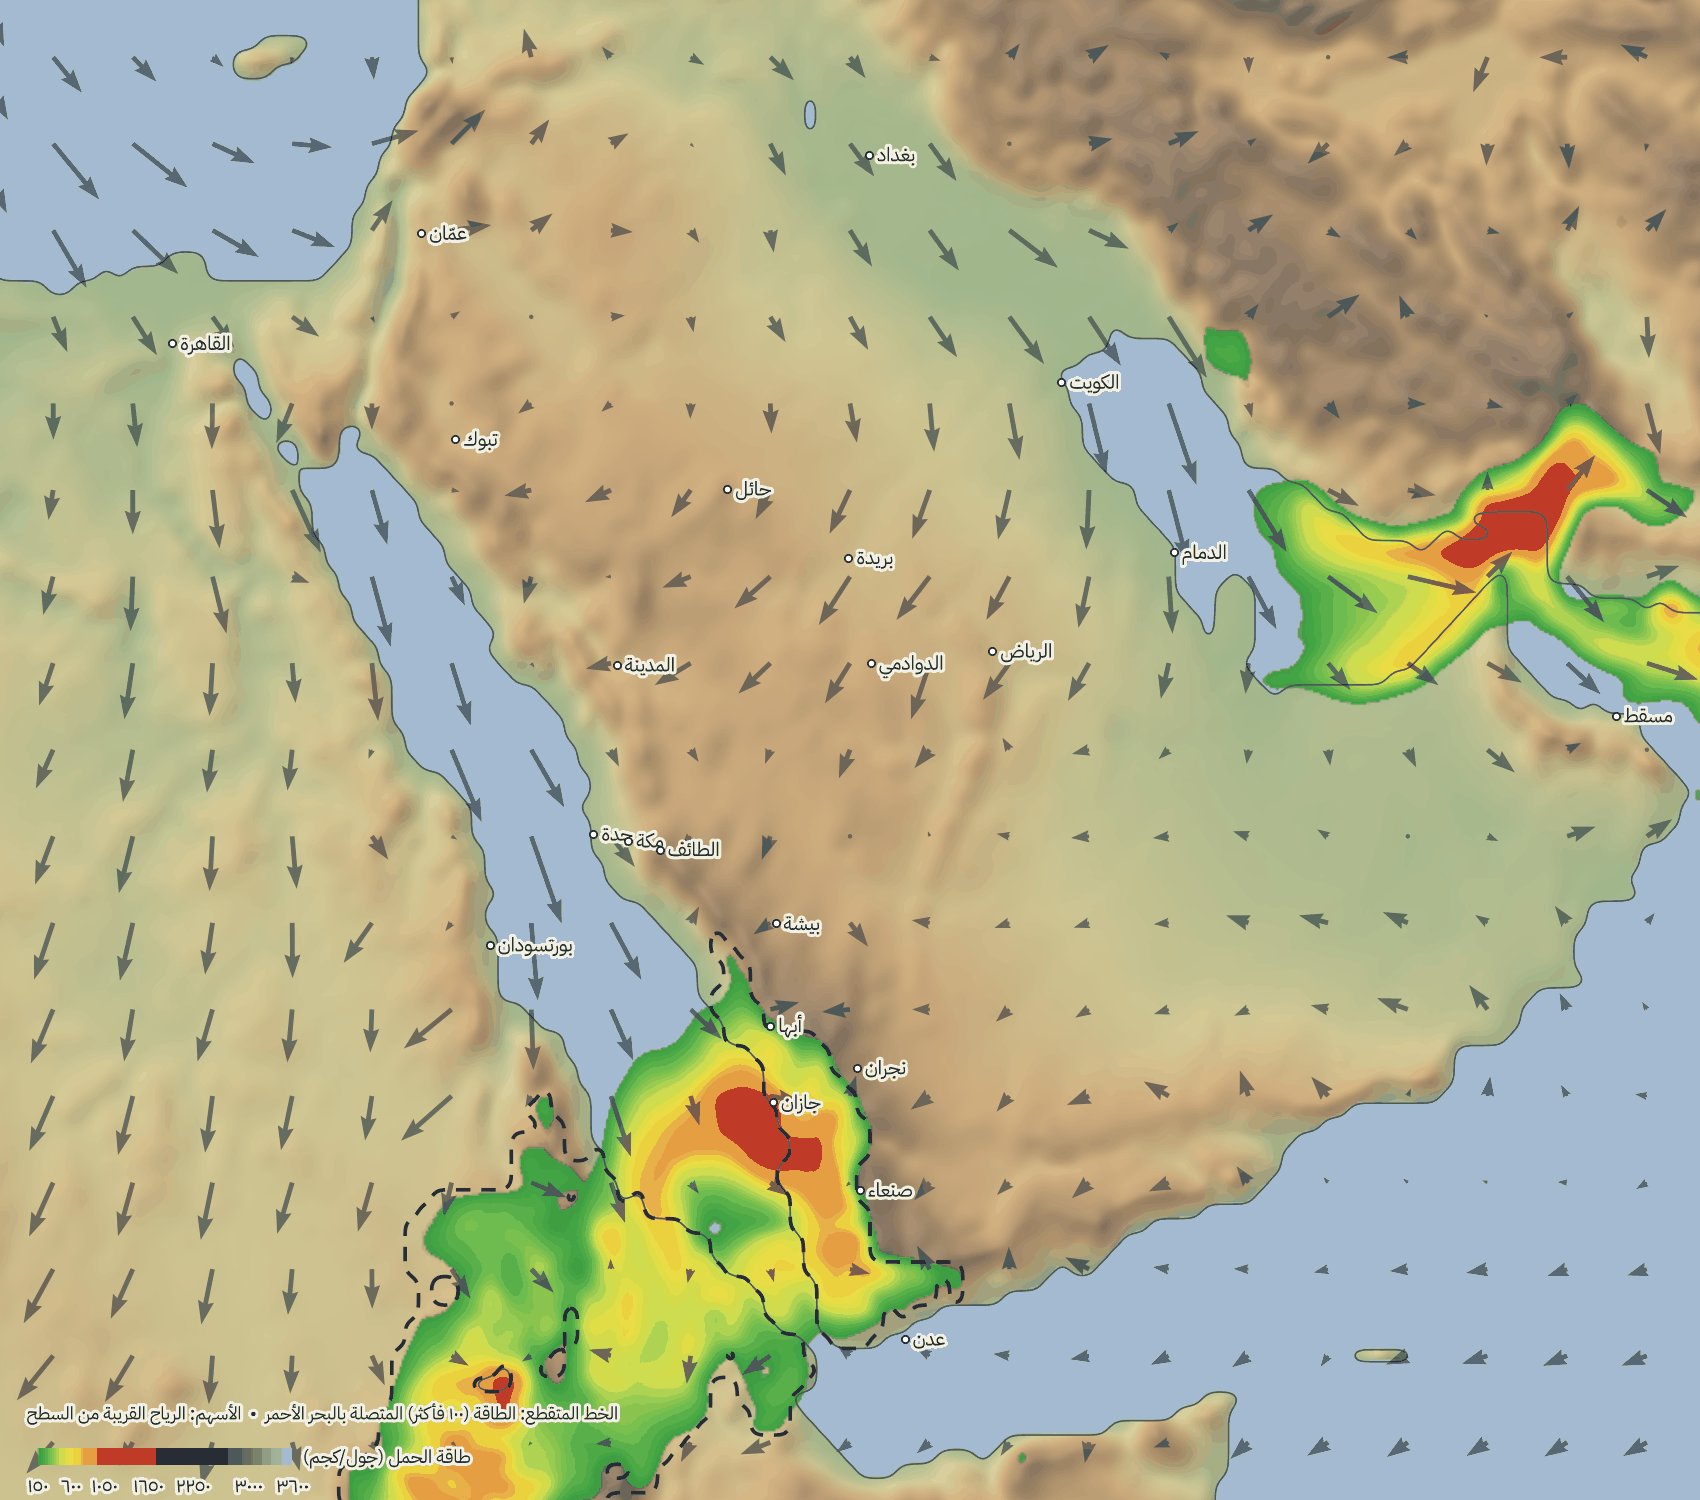 بغداد
عمّان
القاهرة
الكويت
تبوك
حائل
الدمام
بريدة
الرياض
الدوادمي
المدينة
مسقط
جدة
مكة
الطائف
بيشة
بورتسودان
أبها
نجران
جازان
صنعاء
عدن
الخط المتقطع: الطاقة (١٠٠ فأكثر) المتصلة بالبحر الأحمر • الأسهم: الرياح القريبة من السطح
طاقة الحمل (جول/كجم)
١٥٠ ٦٠٠ ١٠٥٠ ١٦٥٠ ٢٢٥٠ ٣٠٠٠ ٣٦٠٠